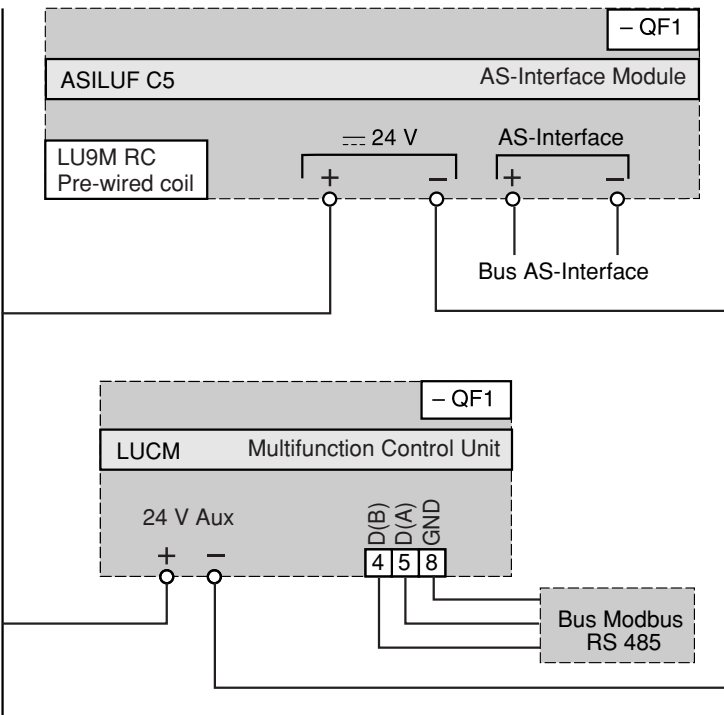 – QF1
ASILUF C5
AS-Interface Module
LU9M RC
Pre-wired coil
24 V
AS-Interface
+
–
+
–
Bus AS-Interface
– QF1
LUCM
Multifunction Control Unit
24 V Aux
+
–
D(B)
D(A)
GND
4 5 8
Bus Modbus
RS 485